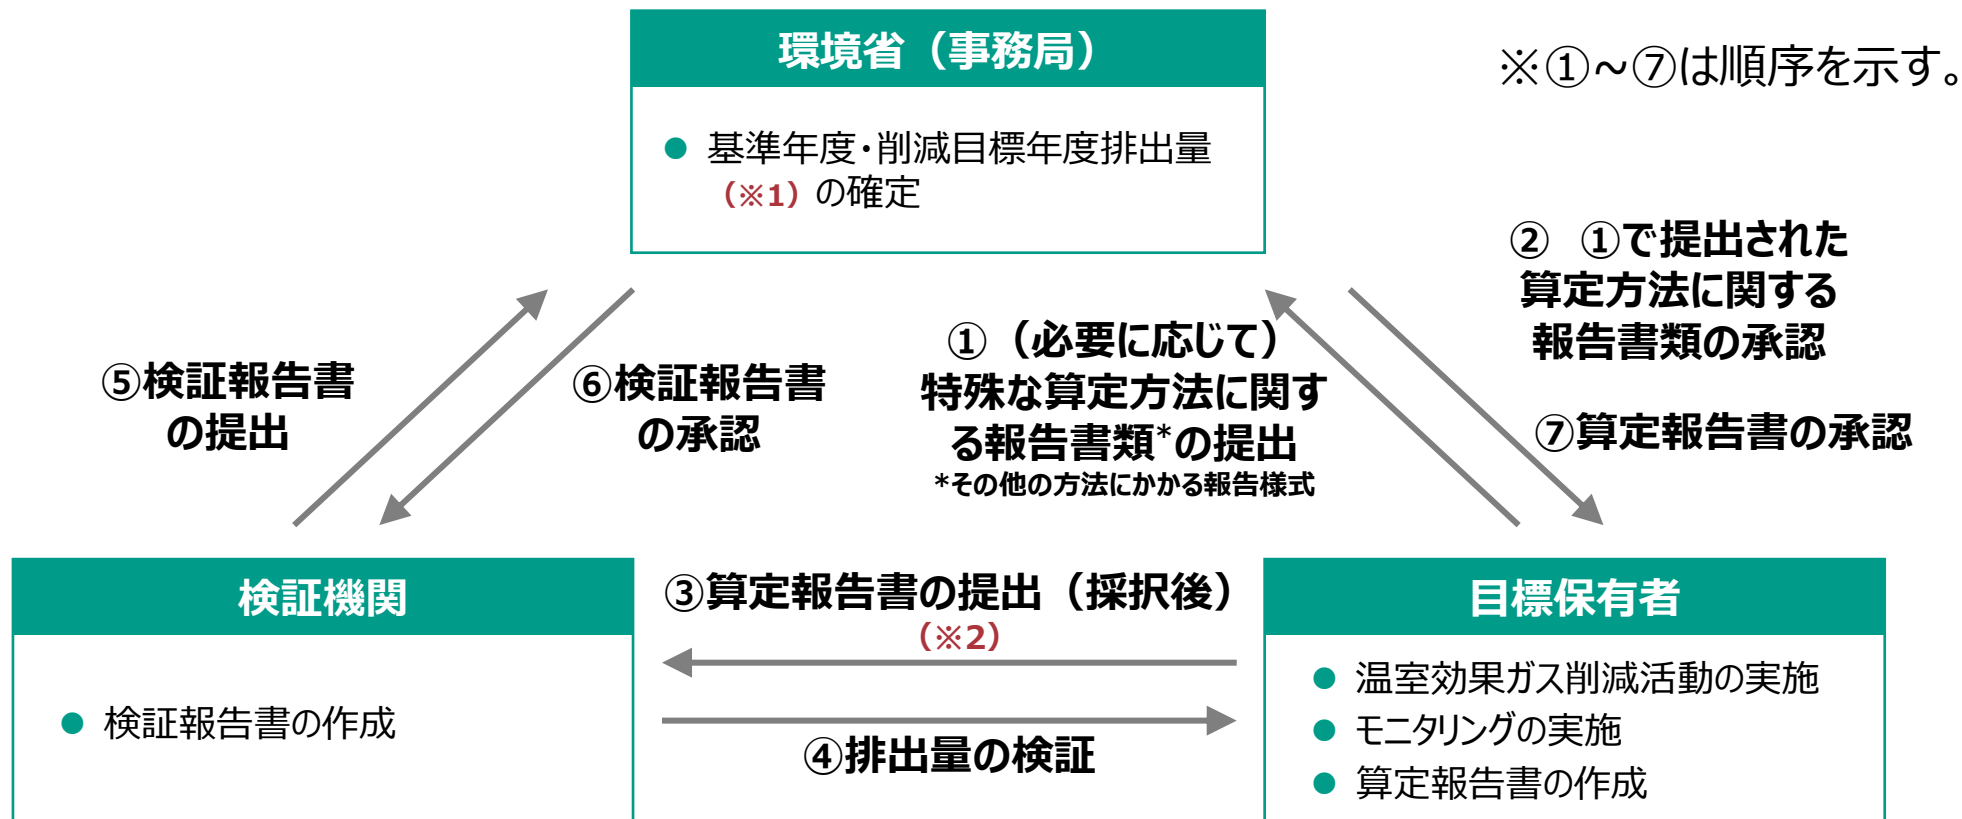 環境省（事務局）
※①~⑦は順序を示す。
● 基準年度・削減目標年度排出量
（※1）の確定
② ①で提出された
算定方法に関する
報告書類の承認
①（必要に応じて）
特殊な算定方法に関す
る報告書類*の提出
*その他の方法にかかる報告様式
⑤検証報告書
の提出
⑥検証報告書
の承認
⑦算定報告書の承認
検証機関
● 検証報告書の作成
③算定報告書の提出（採択後）
（※2）
④排出量の検証
目標保有者
● 温室効果ガス削減活動の実施
● モニタリングの実施
● 算定報告書の作成